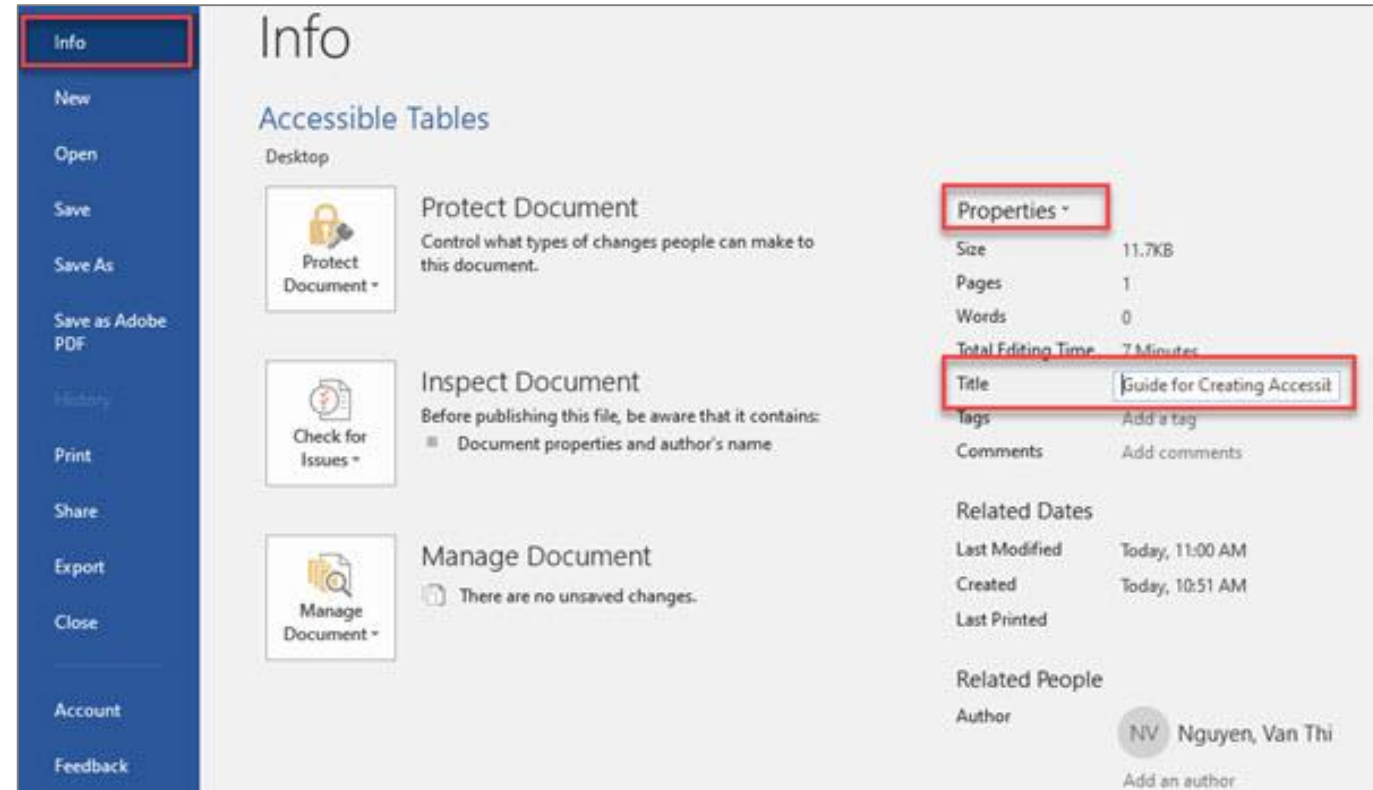 Info
New
Open
Save
Save As
Save as Adobe
PDF
History
Print
Share
Export
Close
Account
Feedback
Info
Accessible Tables
Desktop
Protect
Document
Protect Document
Control what types of changes people can make to
this document.
Check for
Issues
Inspect Document
Before publishing this file, be aware that it contains:
Document properties and author's name
Manage
Document
Manage Document
There are no unsaved changes.
Properties
Size 11.7KB
Pages 1
Words 0
Total Editing Time 7 Minutes
Title Guide for Creating Accessib
Tags Add a tag
Comments Add comments
Related Dates
Last Modified Today, 11:00 AM
Created Today, 10:51 AM
Last Printed
Related People
Author
NV Nguyen, Van Thi
Add an author